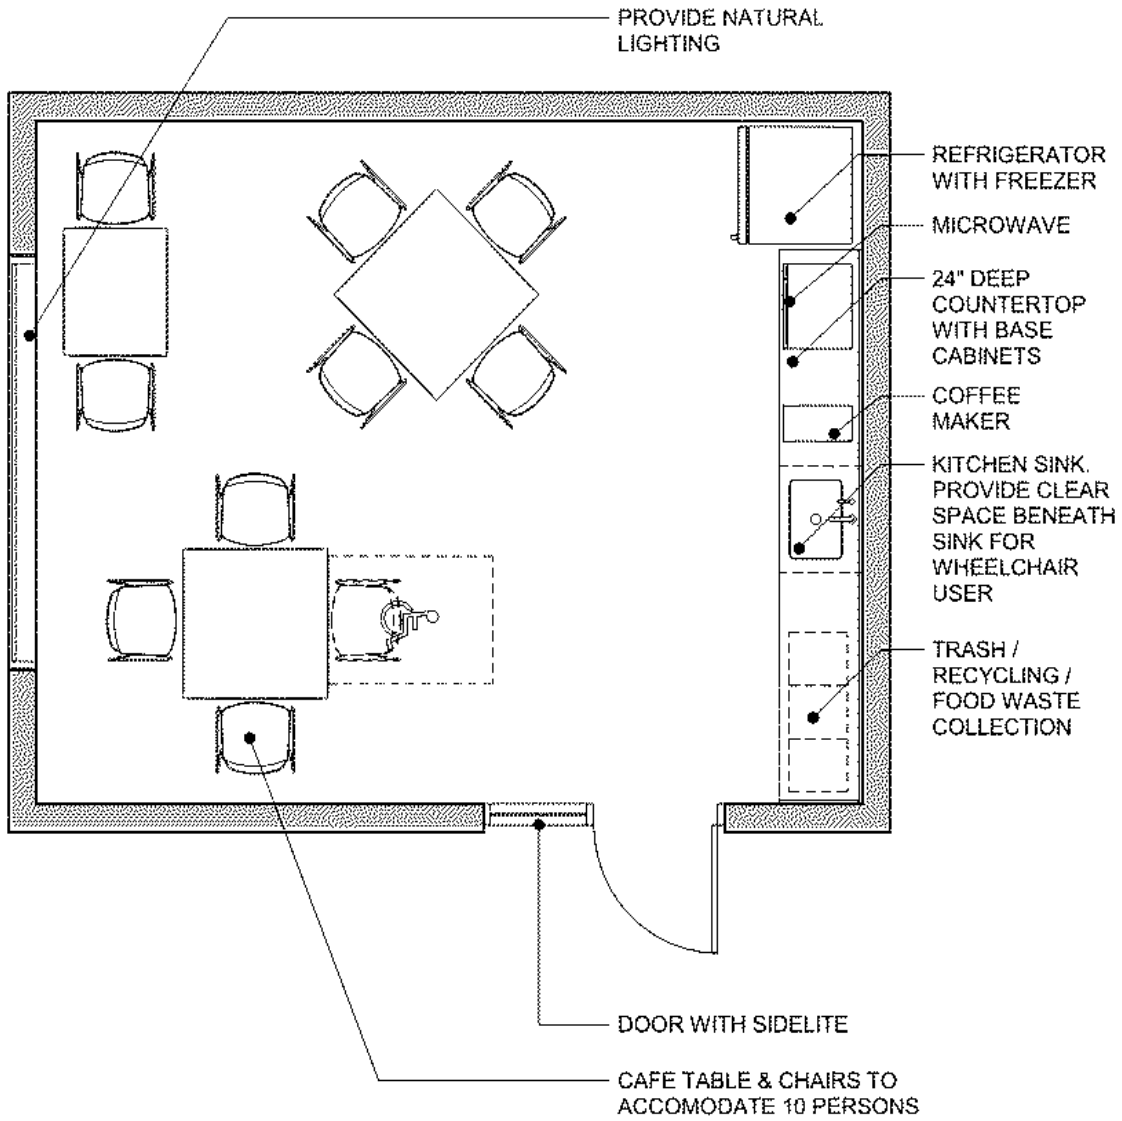 PROVIDE NATURAL
LIGHTING
REFRIGERATOR
WITH FREEZER
MICROWAVE
24" DEEP
COUNTERTOP
WITH BASE
CABINETS
COFFEE
MAKER
KITCHEN SINK.
PROVIDE CLEAR
SPACE BENEATH
SINK FOR
WHEELCHAIR
USER
TRASH /
RECYCLING /
FOOD WASTE
COLLECTION
DOOR WITH SIDELITE
CAFE TABLE & CHAIRS TO
ACCOMODATE 10 PERSONS